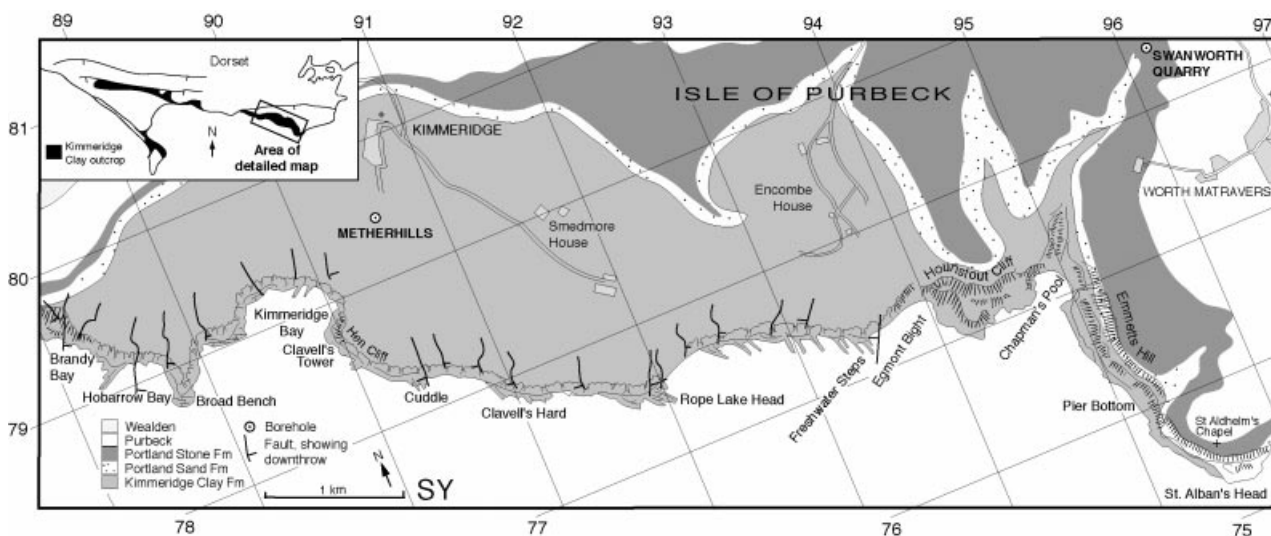 89
90
91
92
93
94
95
96
97
Dorset
N
Kimmeridge
Clay outcrop
Area of
detailed map
SWANWORTH
QUARRY
ISLE OF PURBECK
81
KIMMERIDGE
WORTH MATRAVERS
Encombe
House
METHERHILLS
Smedmore
House
80
Hounstout Cliff
Kimmeridge
Bay
Clavell's
Tower
Hen Cliff
Chapman's Pool
Emmetts Hill
Egmont Bight
Freshwater Steps
Brandy
Bay
Hobarrow Bay
Broad Bench
Cuddle
Clavell's Hard
Rope Lake Head
Pier Bottom
St Aldhelm's
Chapel
79
Wealden
Purbeck
Portland Stone Fm
Portland Sand Fm
Kimmeridge Clay Fm
Borehole
Fault, showing
downthrow
N
1 km
SY
St. Alban's Head
78
77
76
75